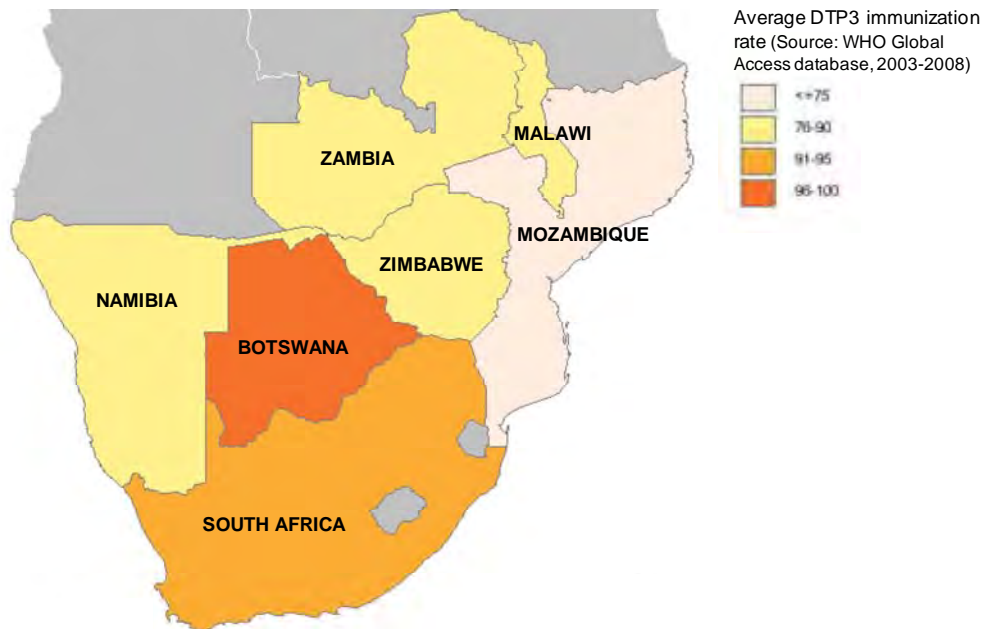 Average DTP3 immunization
rate (Source: WHO Global
Access database, 2003-2008)
<=75
76-90
91-95
96-100
MALAWI
ZAMBIA
MOZAMBIQUE
ZIMBABWE
NAMIBIA
BOTSWANA
SOUTH AFRICA